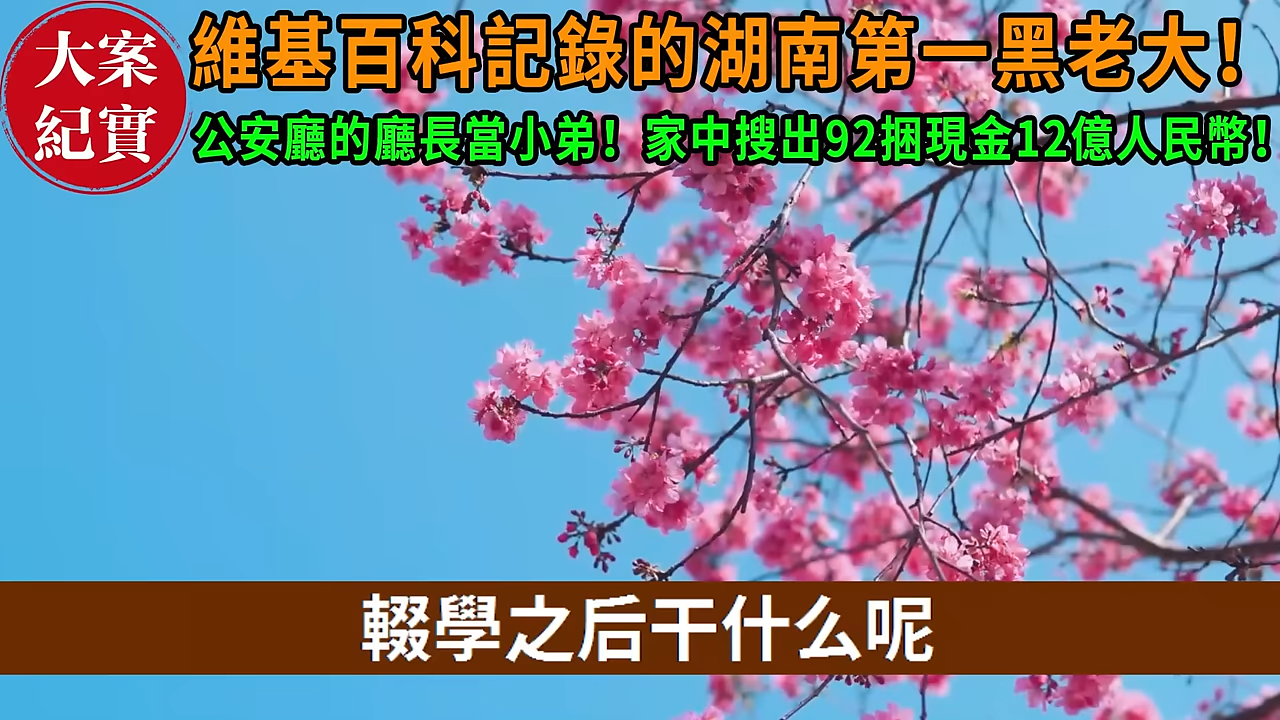 大案
紀實
維基百科記錄的湖南第一黑老大！
公安廳的廳長當小弟！家中搜出92捆現金12億人民幣！
輟學之后干什么呢